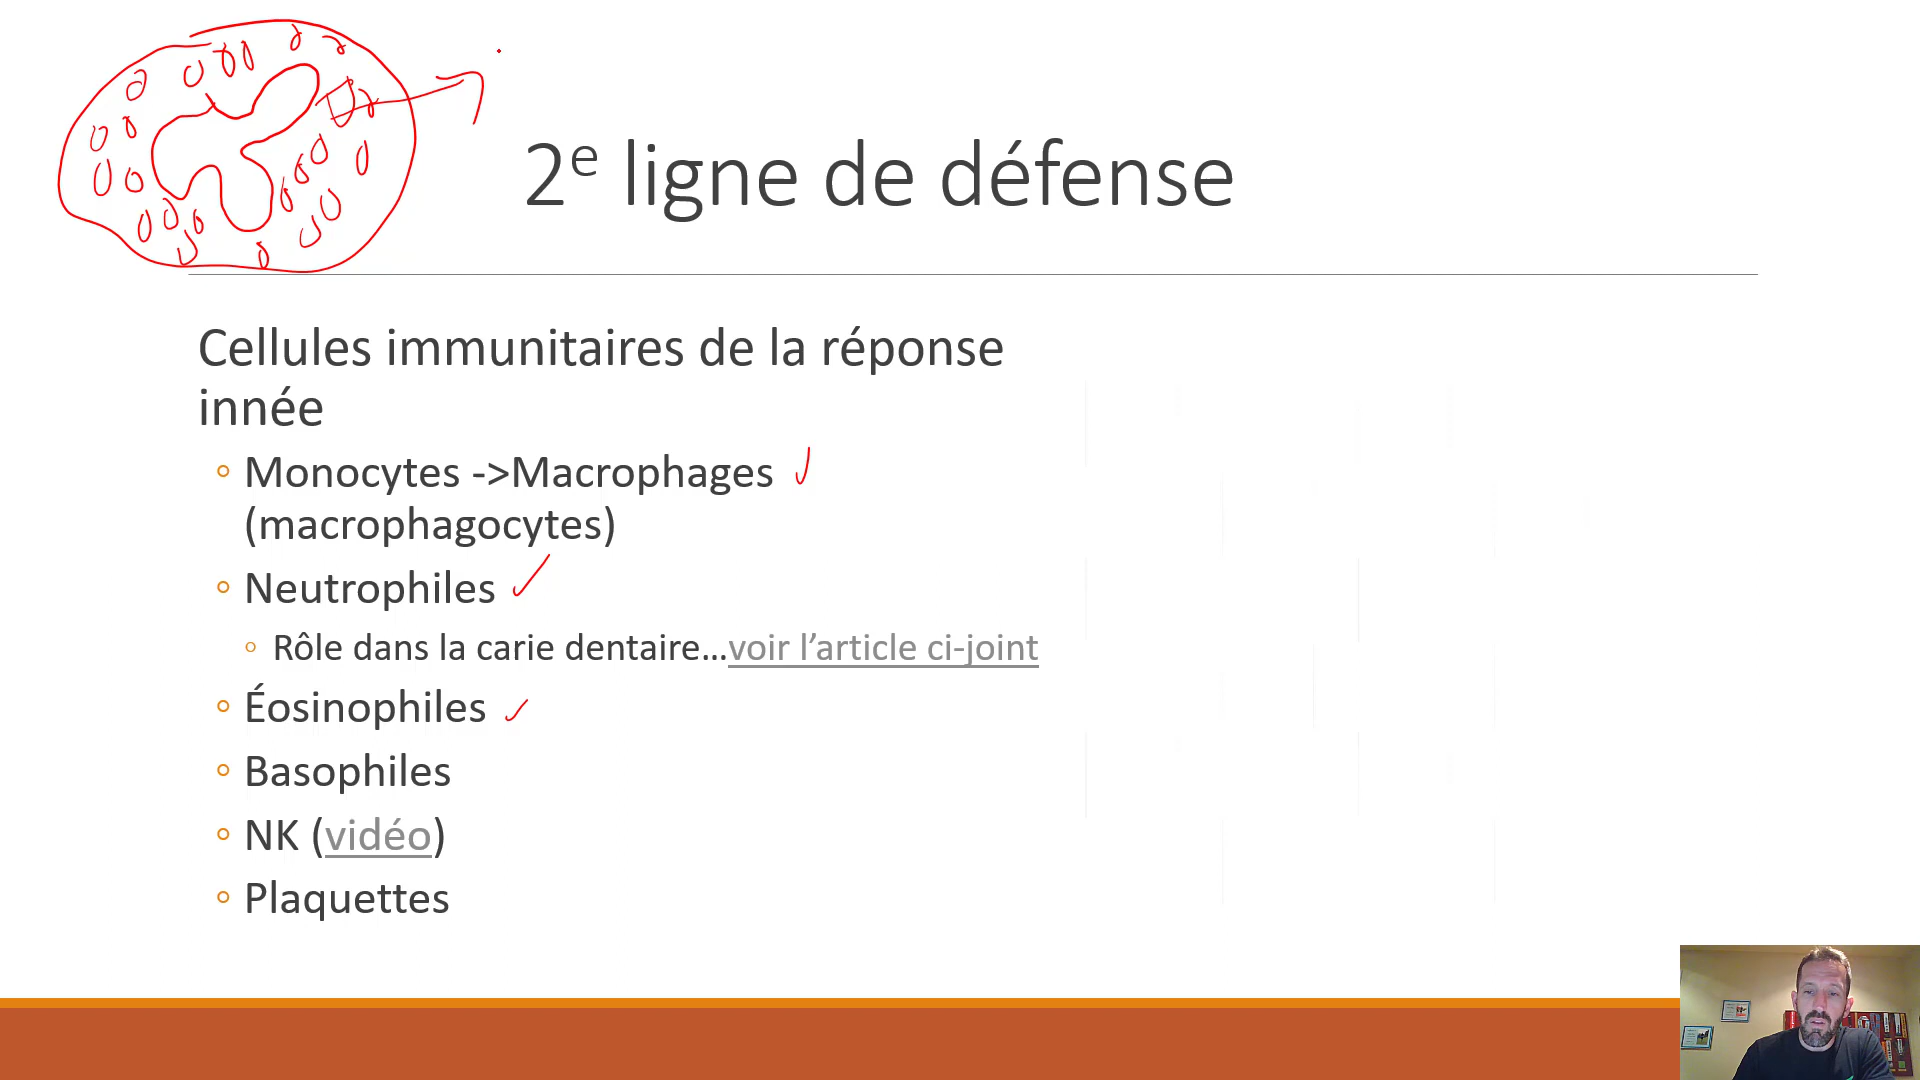 2e ligne de défense
Cellules immunitaires de la réponse
innée
Monocytes ->Macrophages
(macrophagocytes)
Neutrophiles
Rôle dans la carie dentaire…voir l’article ci-joint
Éosinophiles
Basophiles
NK (vidéo)
Plaquettes